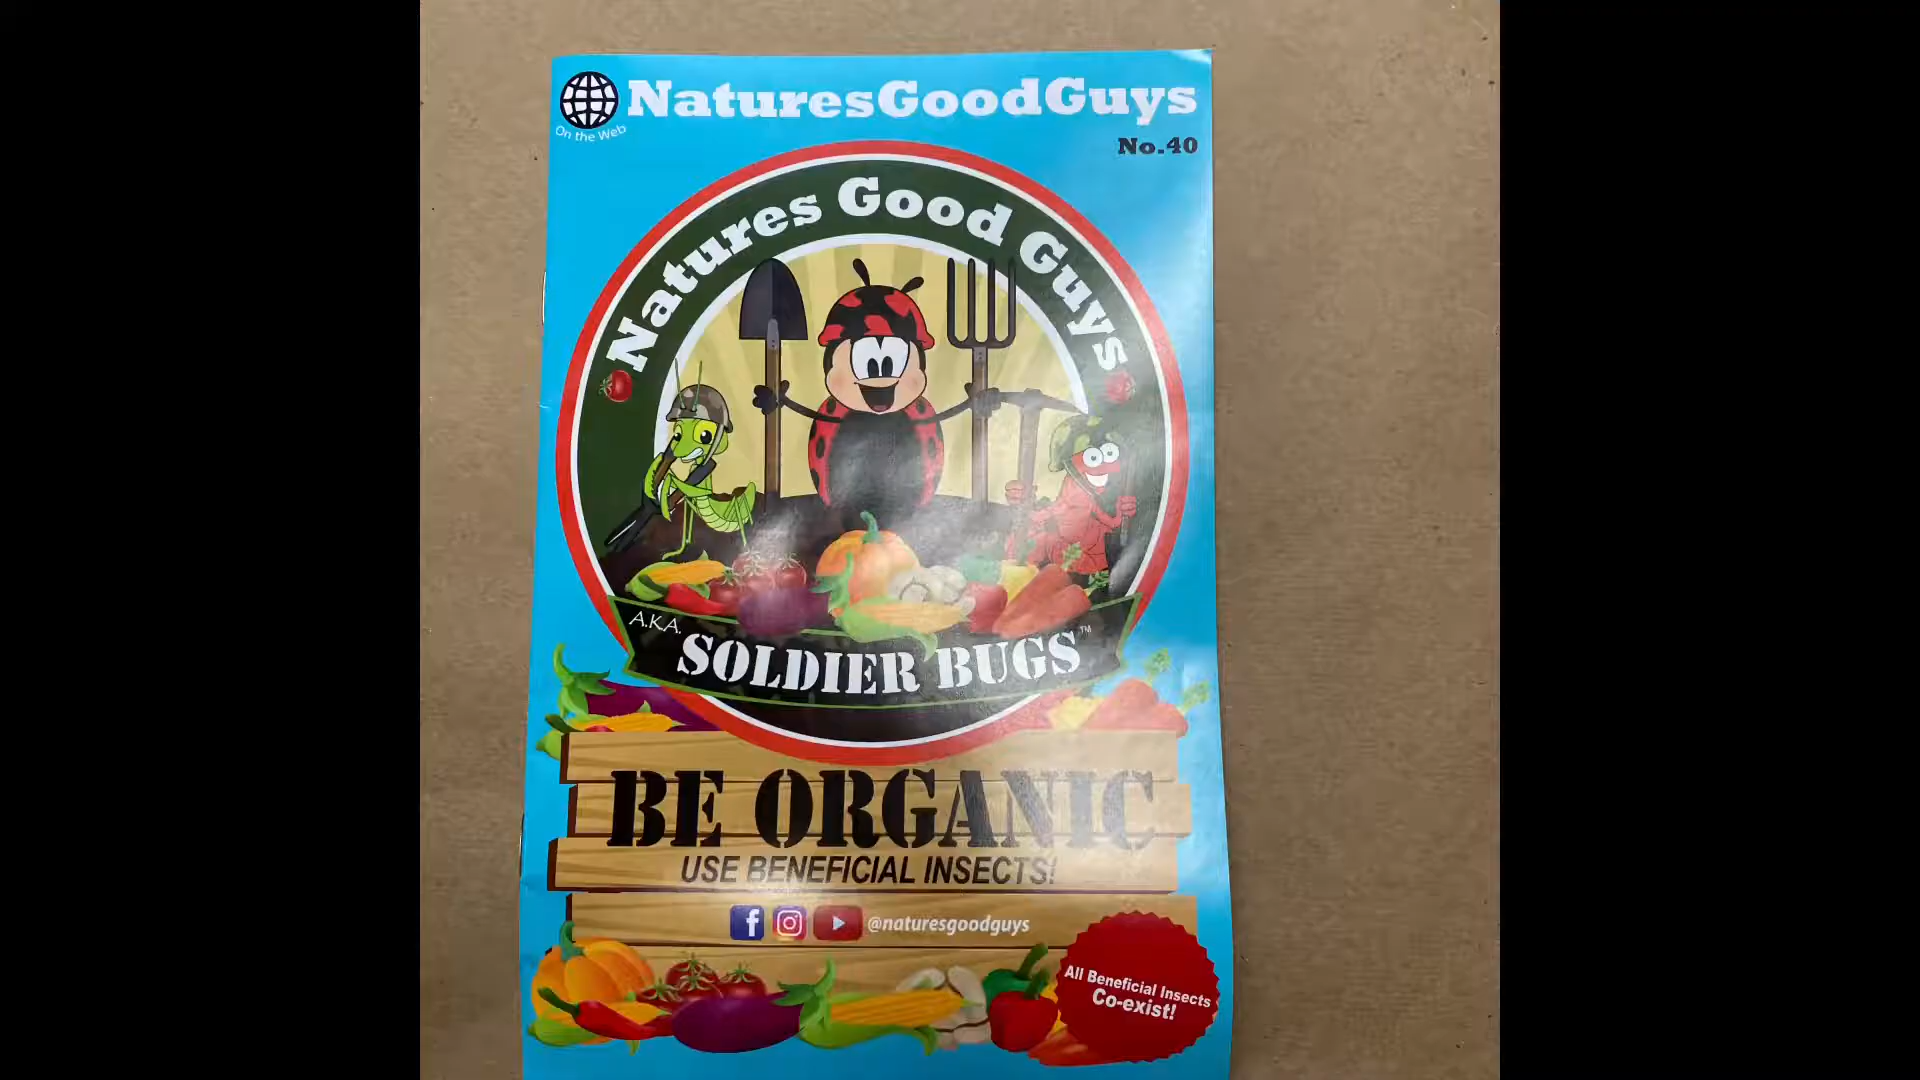 NaturesGoodGuys
On the Web
No.40
Natures Good Guys
A.K.A.
SOLDIER BUGS™
BE ORGANIC
USE BENEFICIAL INSECTS!
@naturesgoodguys
All Beneficial Insects
Co-exist!